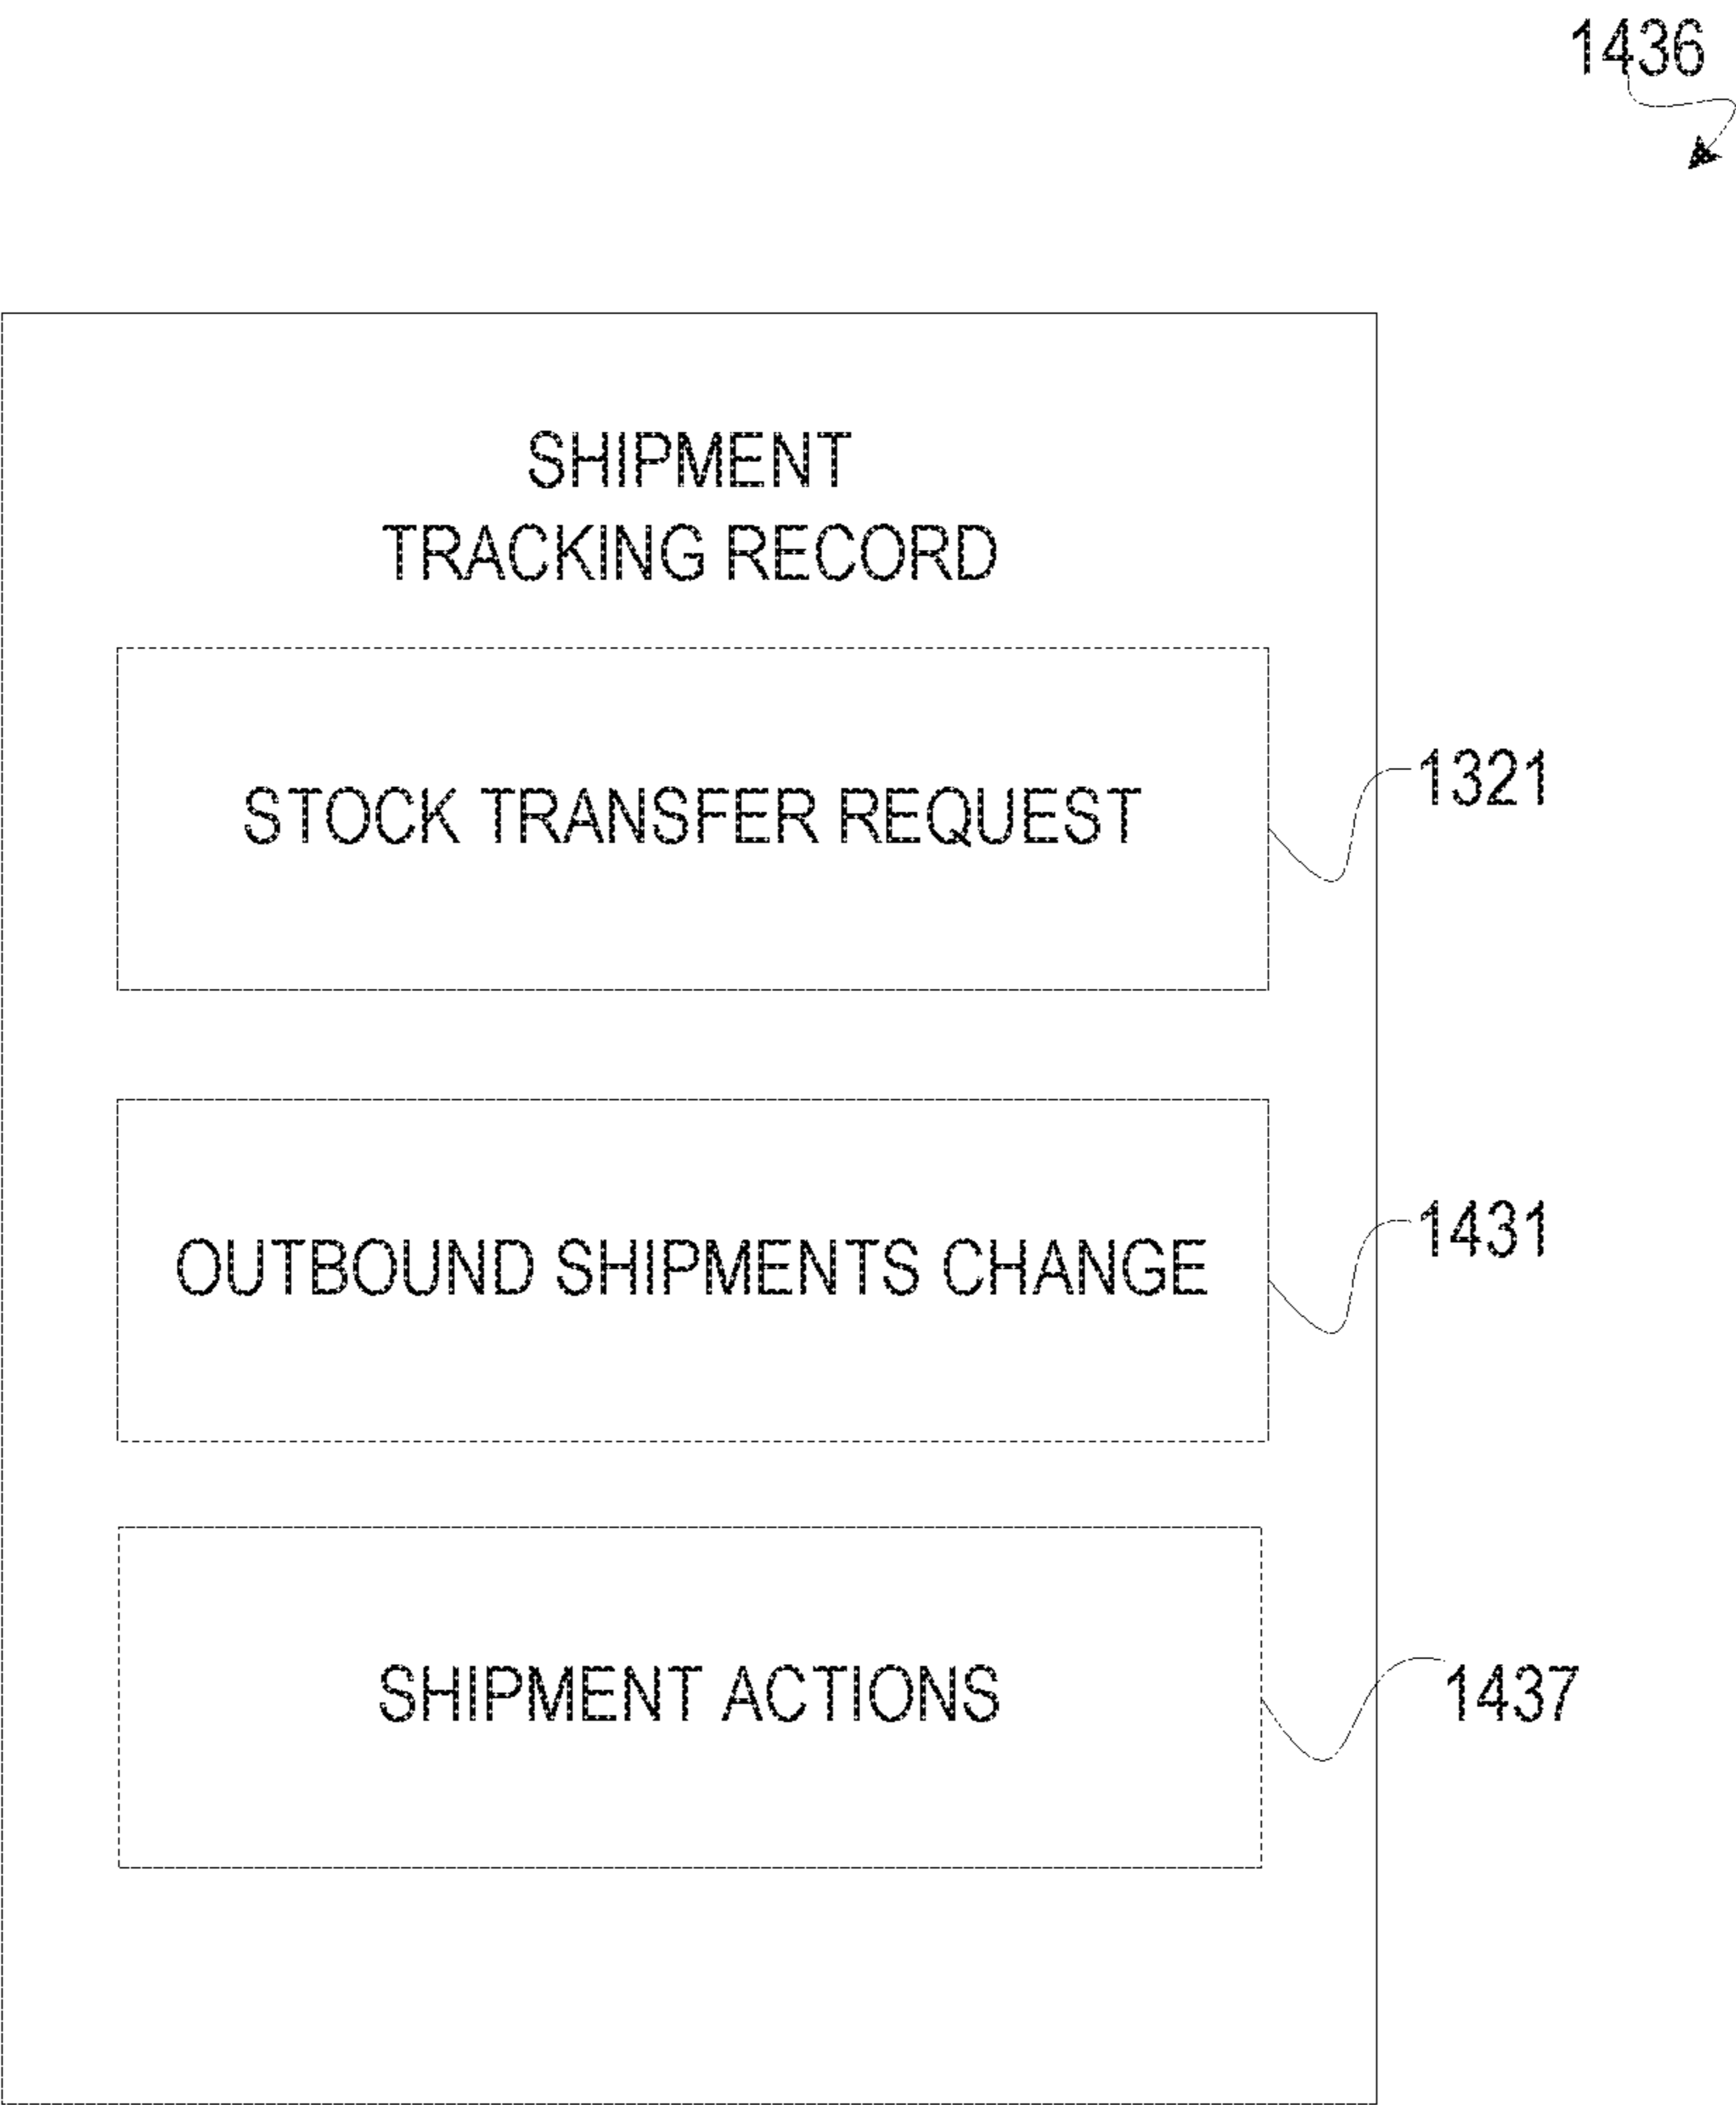 1436
SHIPMENT
TRACKING RECORD
STOCK TRANSFER REQUEST
1321
OUTBOUND SHIPMENTS CHANGE
1431
SHIPMENT ACTIONS
1437